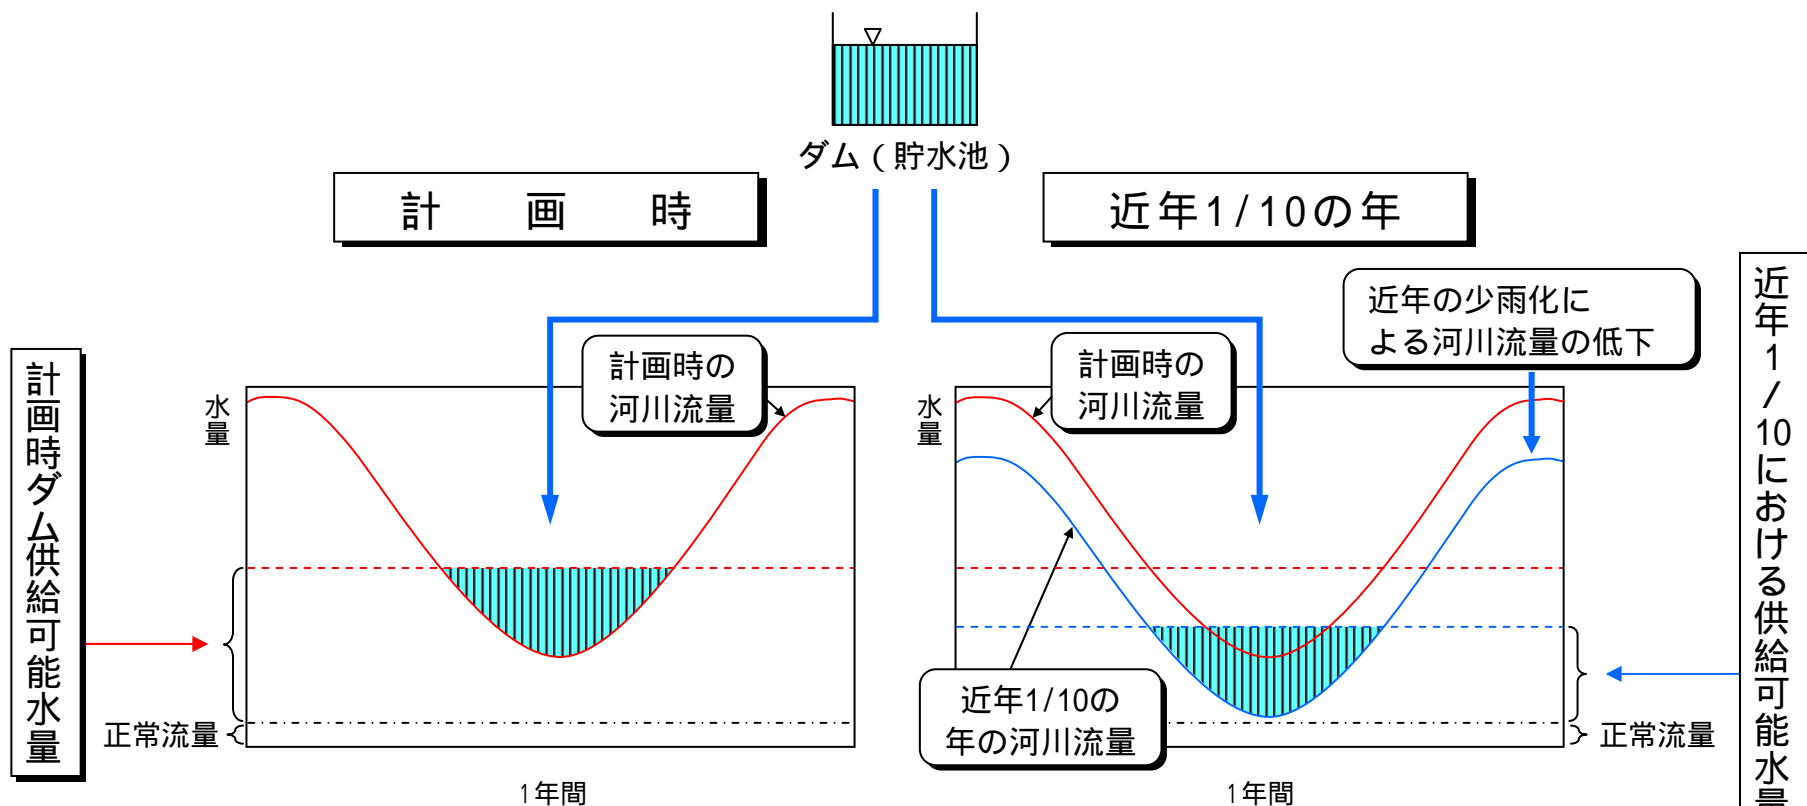 ダム（貯水池）
計画時
近年1/10の年
近年の少雨化に
よる河川流量の低下
計画時の
河川流量
計画時の
河川流量
水量
水量
計画時ダム供給可能水量
近年1/10における供給可能水量
近年1/10の
年の河川流量
正常流量
正常流量
1年間
1年間